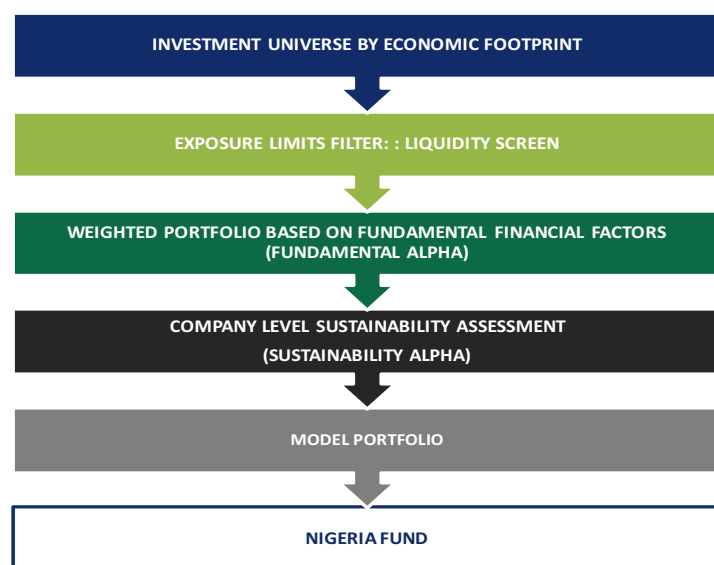 INVESTMENT UNIVERSE BY ECONOMIC FOOTPRINT
EXPOSURE LIMITS FILTER: : LIQUIDITY SCREEN
WEIGHTED PORTFOLIO BASED ON FUNDAMENTAL FINANCIAL FACTORS
(FUNDAMENTAL ALPHA)
COMPANY LEVEL SUSTAINABILITY ASSESSMENT
(SUSTAINABILITY ALPHA)
MODEL PORTFOLIO
NIGERIA FUND